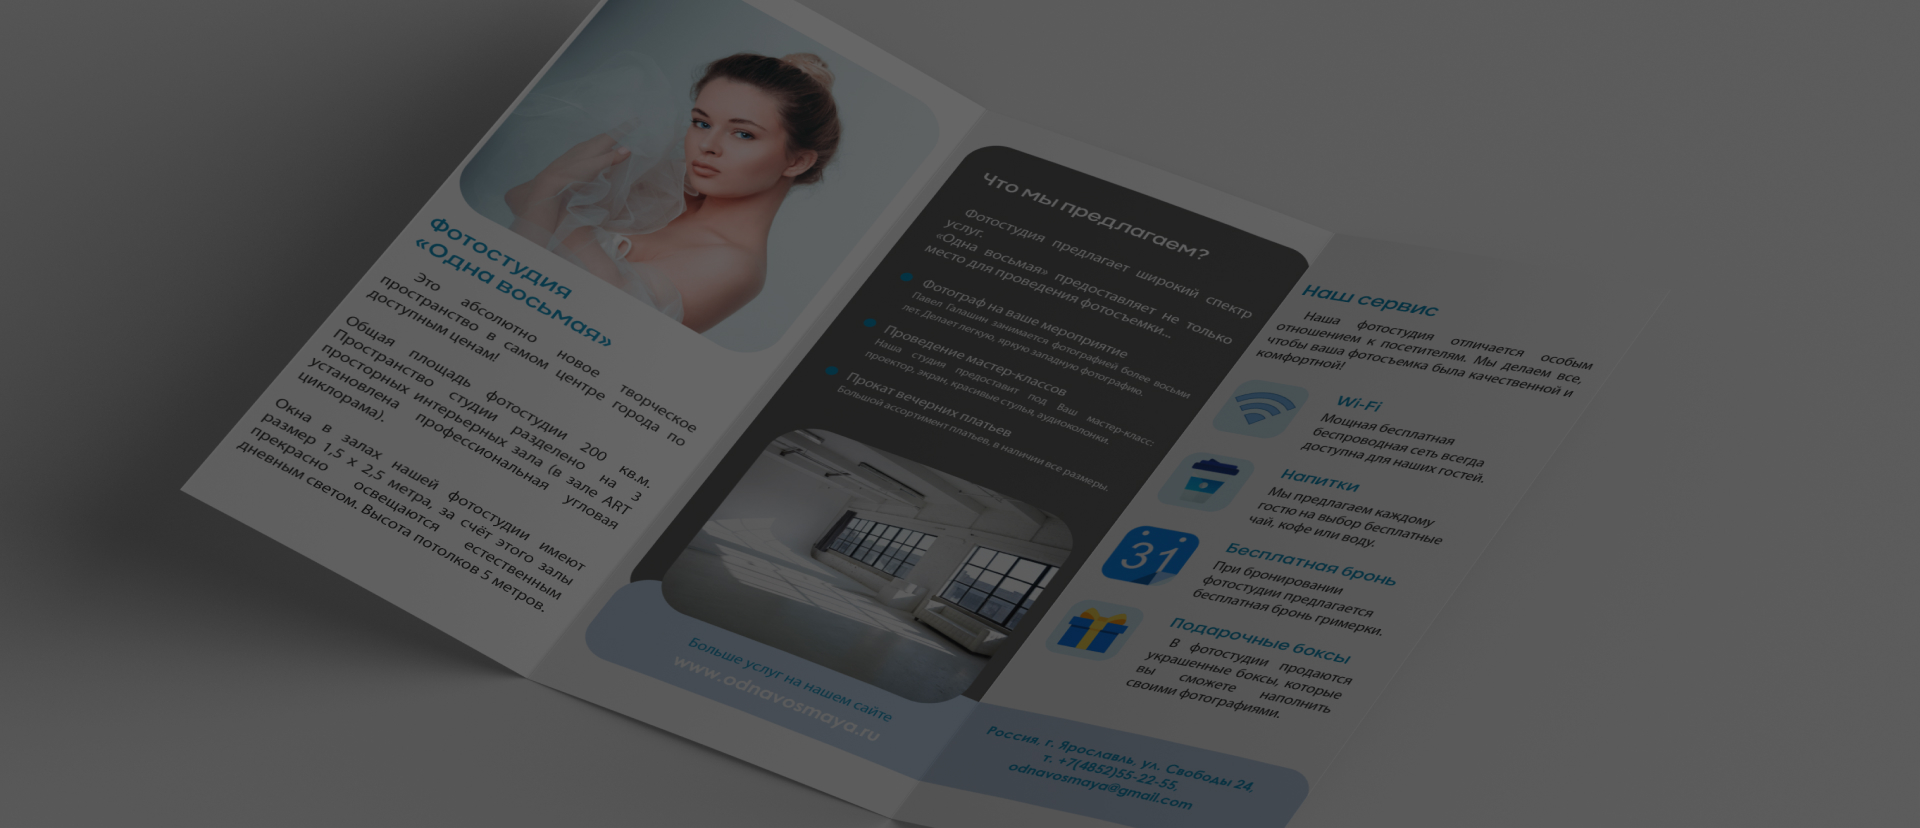 Фотостудия
«Одна восьмая»
Это абсолютно новое творческое
пространство в самом центре города по
доступным ценам!
Общая площадь фотостудии 200 кв.м.
Пространство студии разделено на 3
просторных интерьерных зала (в зале ART
установлена профессиональная угловая
циклорама).
Окна в залах нашей фотостудии имеют
размер 1,5 x 2,5 метра, за счёт этого залы
прекрасно освещаются естественным
дневным светом. Высота потолков 5 метров.
Что мы предлагаем?
Фотостудия предлагает широкий спектр
услуг.
«Одна восьмая» предоставляет не только
место для проведения фотосъемки...
Фотограф на ваше мероприятие
Павел Галашин занимается фотографией более восьми
лет. Делает легкую, яркую западную фотографию.
Проведение мастер-классов
Наша студия предоставит под Ваш мастер-класс:
проектор, экран, красивые стулья, аудиоколонки.
Прокат вечерних платьев
Большой ассортимент платьев, в наличии все размеры.
Больше услуг на нашем сайте
www.odnavosmaya.ru
Наш сервис
Наша фотостудия отличается особым
отношением к посетителям. Мы делаем все,
чтобы ваша фотосъемка была качественной и
комфортной!
Wi-Fi
Мощная бесплатная
беспроводная сеть всегда
доступна для наших гостей.
Напитки
Мы предлагаем каждому
гостю на выбор бесплатные
чай, кофе или воду.
31
Бесплатная бронь
При бронировании
фотостудии предлагается
бесплатная бронь гримерки.
Подарочные боксы
В фотостудии продаются
украшенные боксы, которые
вы сможете наполнить
своими фотографиями.
Россия, г. Ярославль, ул. Свободы 24,
т. +7(4852)55-22-55,
odnavosmaya@gmail.com